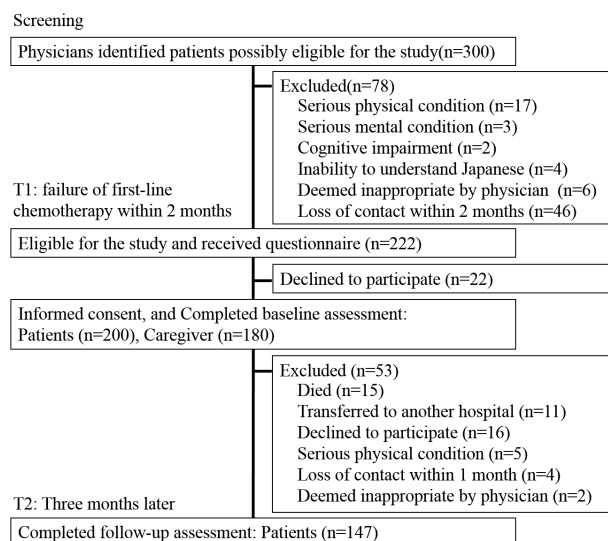 Screening
Physicians identified patients possibly eligible for the study(n=300)
Excluded(n=78)
Serious physical condition (n=17)
Serious mental condition (n=3)
Cognitive impairment (n=2)
Inability to understand Japanese (n=4)
Deemed inappropriate by physician (n=6)
Loss of contact within 2 months (n=46)
T1: failure of first-line
chemotherapy within 2 months
Eligible for the study and received questionnaire (n=222)
Declined to participate (n=22)
Informed consent, and Completed baseline assessment:
Patients (n=200), Caregiver (n=180)
Excluded (n=53)
Died (n=15)
Transferred to another hospital (n=11)
Declined to participate (n=16)
Serious physical condition (n=5)
Loss of contact within 1 month (n=4)
Deemed inappropriate by physician (n=2)
T2: Three months later
Completed follow-up assessment: Patients (n=147)